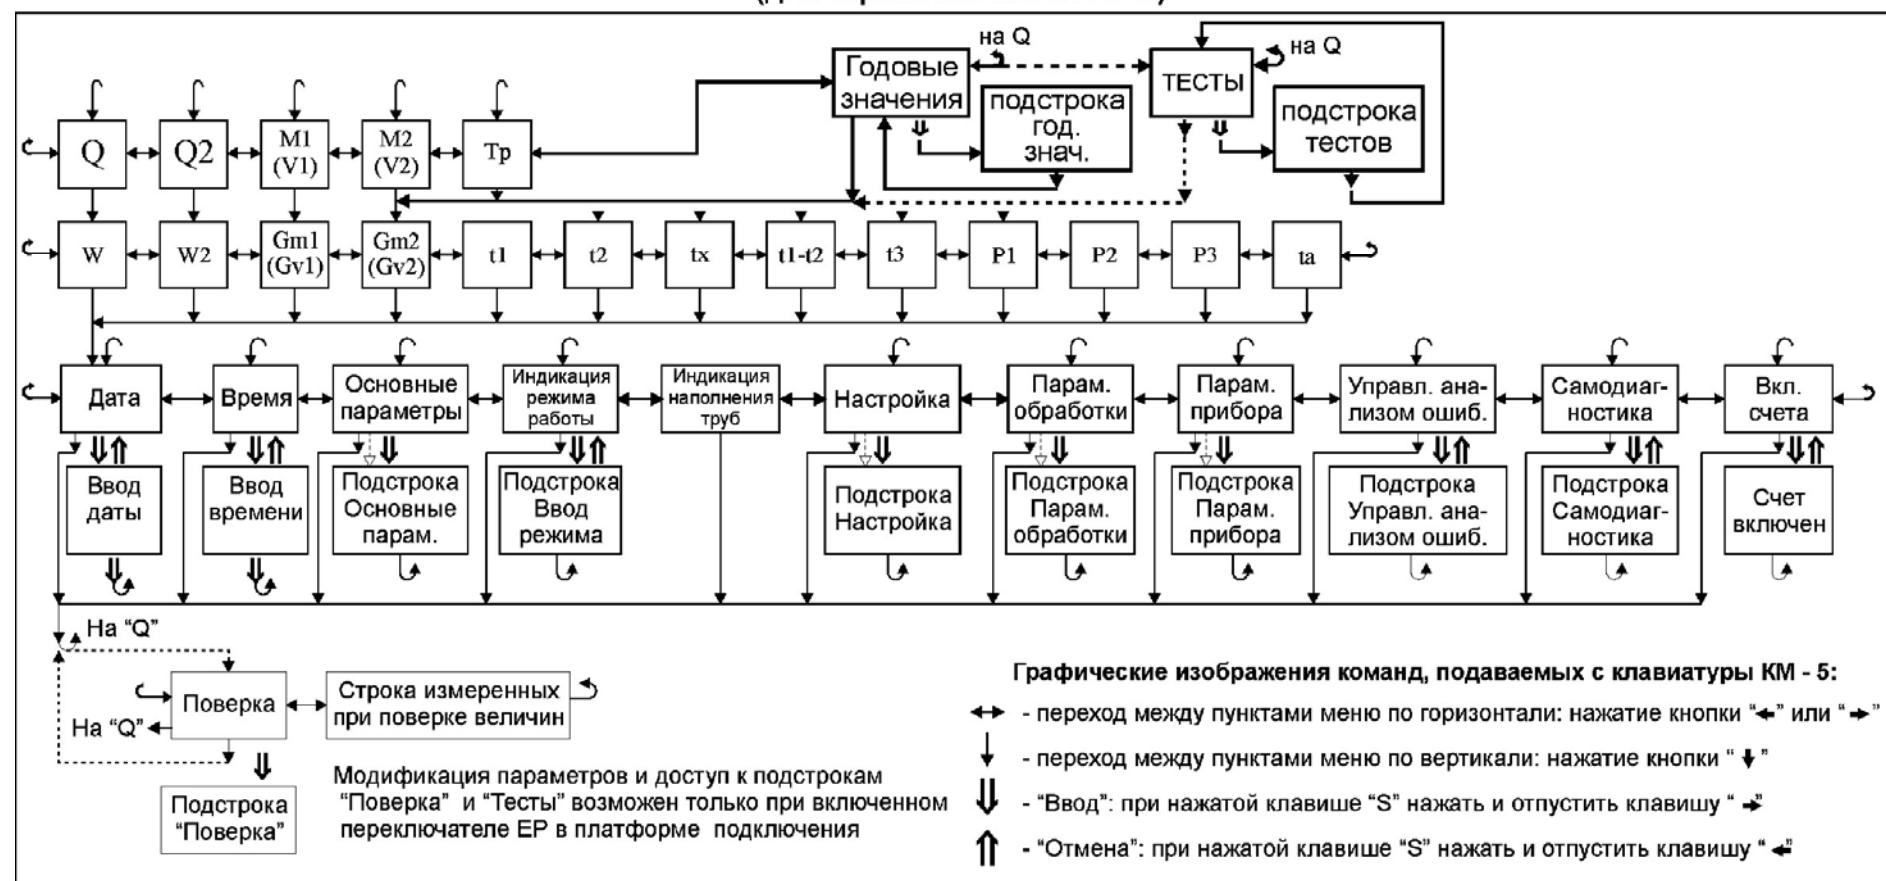 на Q
на Q
Годовые
значения
ТЕСТЫ
подстрока
год.
знач.
подстрока
тестов
Q
Q2
M1
(V1)
M2
(V2)
Тр
W
W2
Gm1
(Gv1)
Gm2
(Gv2)
t1
t2
tx
t1-t2
t3
P1
P2
P3
ta
Дата
Время
Основные
параметры
Индикация
режима
работы
Индикация
наполнения
труб
Настройка
Парам.
обработки
Парам.
прибора
Управл. ана-
лизом ошиб.
Самодиаг-
ностика
Вкл.
счета
Ввод
даты
Ввод
времени
Подстрока
Основные
парам.
Подстрока
Ввод
режима
Подстрока
Настройка
Подстрока
Парам.
обработки
Подстрока
Парам.
прибора
Подстрока
Управл. ана-
лизом ошиб.
Подстрока
Самодиаг-
ностика
Счет
включен
На “Q”
Поверка
Строка измеренных
при поверке величин
На “Q”
Подстрока
“Поверка”
Модификация параметров и доступ к подстрокам
“Поверка” и “Тесты” возможен только при включенном
переключателе ЕР в платформе подключения
Графические изображения команд, подаваемых с клавиатуры КМ - 5:
- переход между пунктами меню по горизонтали: нажатие кнопки “←” или “→”
- переход между пунктами меню по вертикали: нажатие кнопки “↓”
- “Ввод”: при нажатой клавише “S” нажать и отпустить клавишу “→”
- “Отмена”: при нажатой клавише “S” нажать и отпустить клавишу “←”